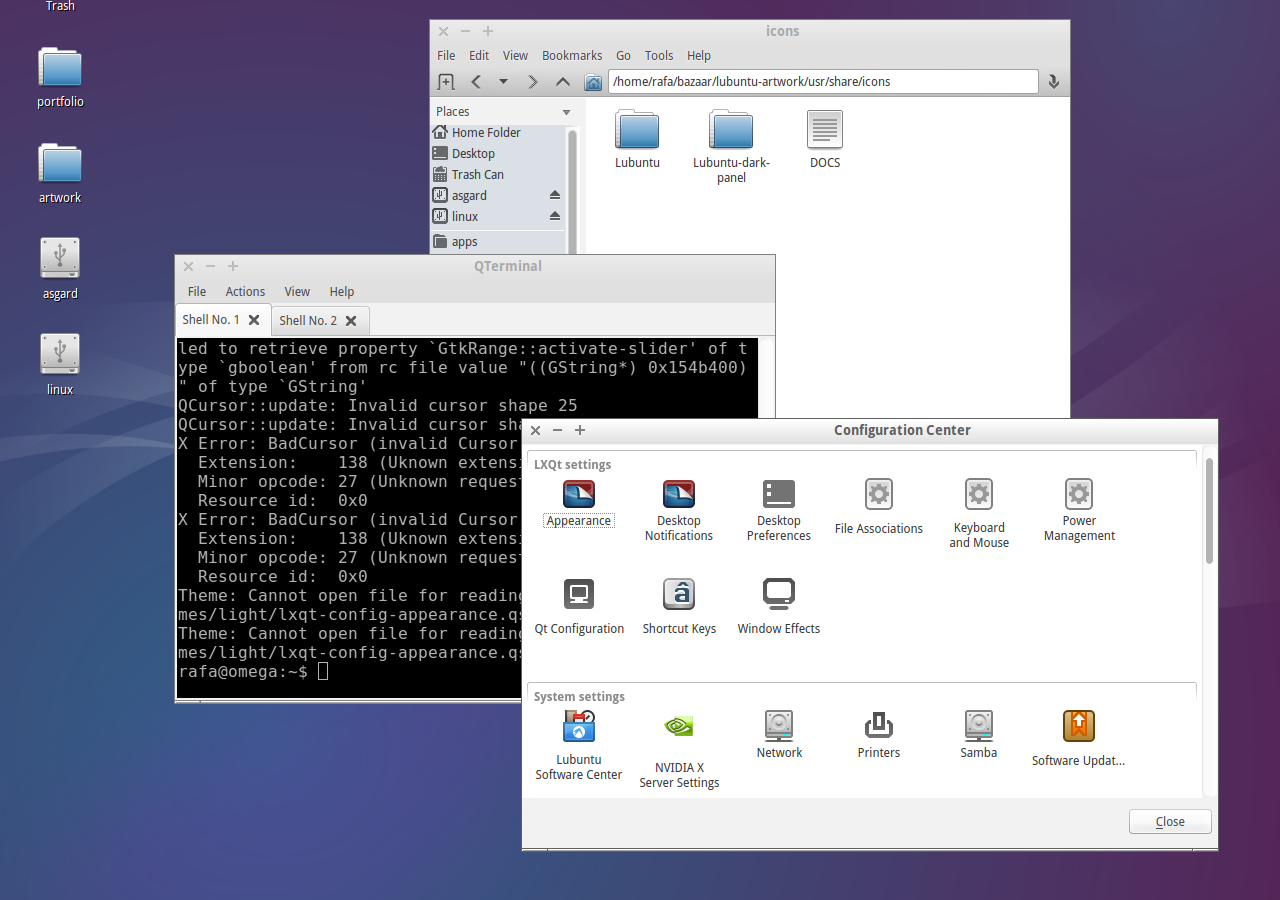 Trash
portfolio
artwork
asgard
linux
icons
File Edit View Bookmarks Go Tools Help
/home/rafa/bazaar/lubuntu-artwork/usr/share/icons
Places
Home Folder
Desktop
Trash Can
asgard
linux
apps
Lubuntu
Lubuntu-dark-
panel
DOCS
QTerminal
File Actions View Help
Shell No. 1 Shell No. 2
led to retrieve property `GtkRange::activate-slider' of t
ype `gboolean' from rc file value "((GString*) 0x154b400)
" of type `GString'
QCursor::update: Invalid cursor shape 25
QCursor::update: Invalid cursor sha
X Error: BadCursor (invalid Cursor
Extension: 138 (Uknown extensi
Minor opcode: 27 (Unknown request
Resource id: 0x0
X Error: BadCursor (invalid Cursor
Extension: 138 (Uknown extensi
Minor opcode: 27 (Unknown request
Resource id: 0x0
Theme: Cannot open file for reading
mes/light/lxqt-config-appearance.qs
Theme: Cannot open file for reading
mes/light/lxqt-config-appearance.qs
rafa@omega:~$
Configuration Center
LXQt settings
Appearance
Desktop
Notifications
Desktop
Preferences
File Associations
Keyboard
and Mouse
Power
Management
Qt Configuration
Shortcut Keys
Window Effects
System settings
Lubuntu
Software Center
NVIDIA X
Server Settings
Network
Printers
Samba
Software Updat...
Close